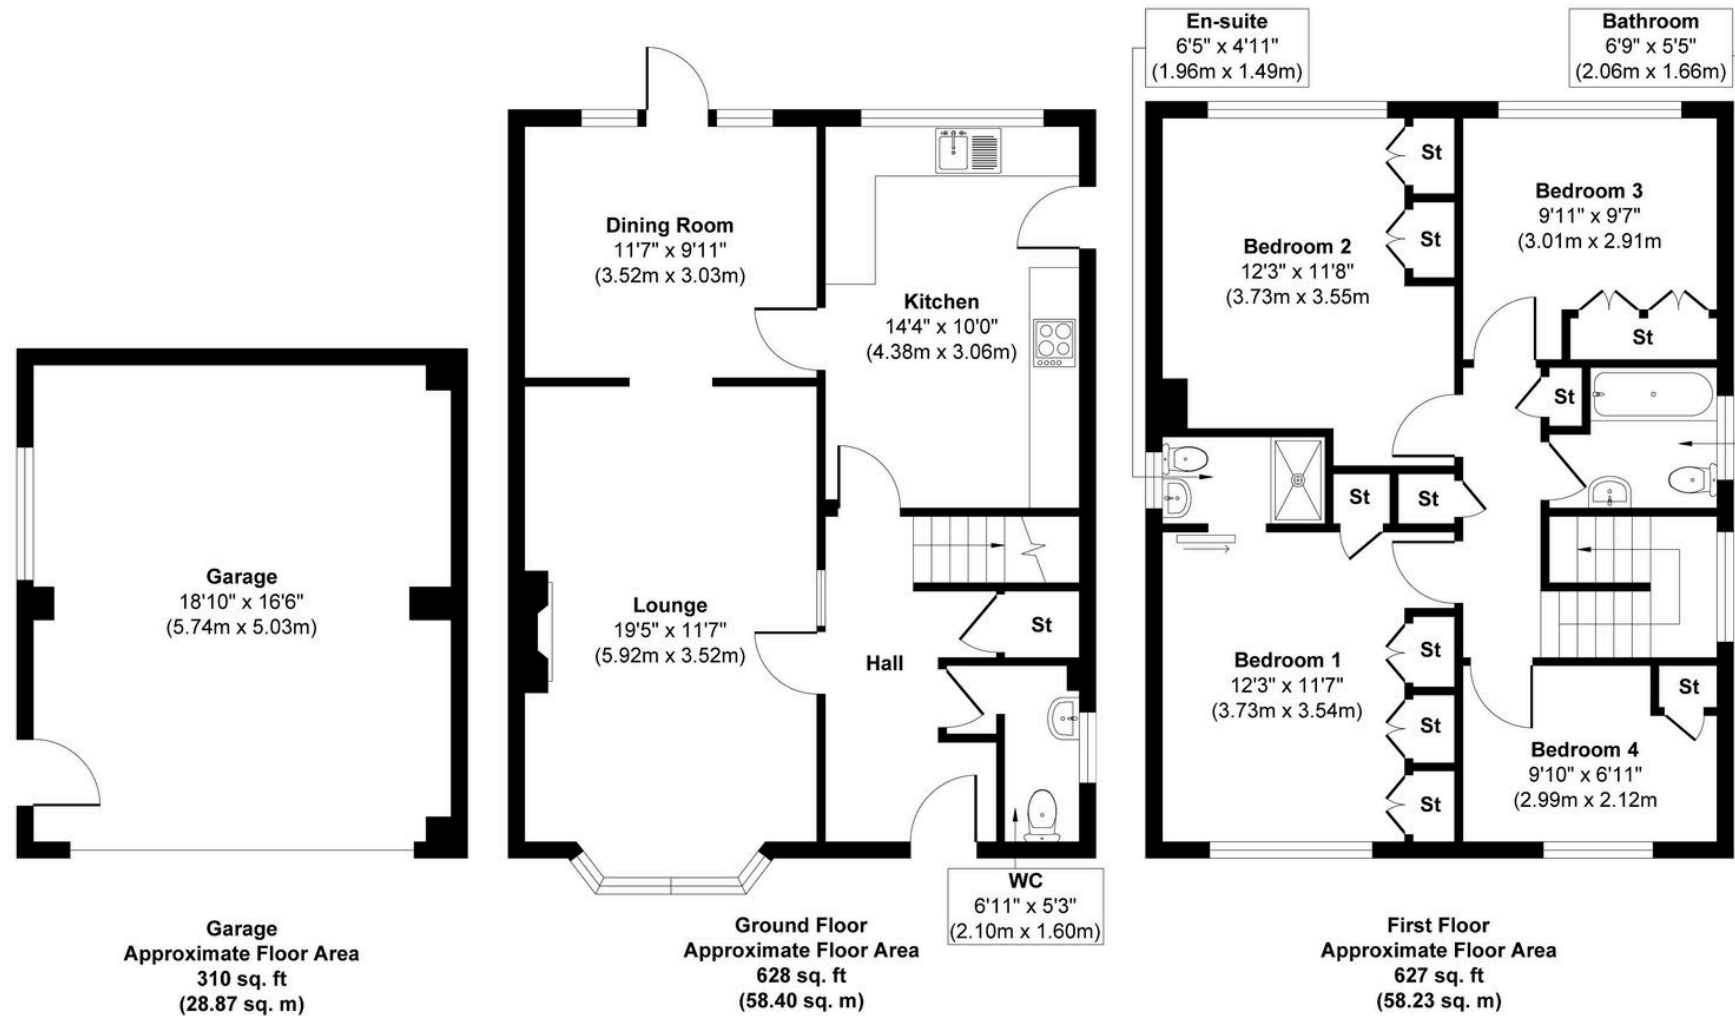 Garage
18'10" x 16'6"
(5.74m x 5.03m)
Garage
Approximate Floor Area
310 sq. ft
(28.87 sq. m)
Dining Room
11'7" x 9'11"
(3.52m x 3.03m)
Kitchen
14'4" x 10'0"
(4.38m x 3.06m)
Lounge
19'5" x 11'7"
(5.92m x 3.52m)
Hall
St
WC
6'11" x 5'3"
(2.10m x 1.60m)
Ground Floor
Approximate Floor Area
628 sq. ft
(58.40 sq. m)
En-suite
6'5" x 4'11"
(1.96m x 1.49m)
Bathroom
6'9" x 5'5"
(2.06m x 1.66m)
St
St
Bedroom 2
12'3" x 11'8"
(3.73m x 3.55m
Bedroom 3
9'11" x 9'7"
(3.01m x 2.91m
St
St
St
St
Bedroom 1
12'3" x 11'7"
(3.73m x 3.54m)
St
St
St
St
Bedroom 4
9'10" x 6'11"
(2.99m x 2.12m
First Floor
Approximate Floor Area
627 sq. ft
(58.23 sq. m)